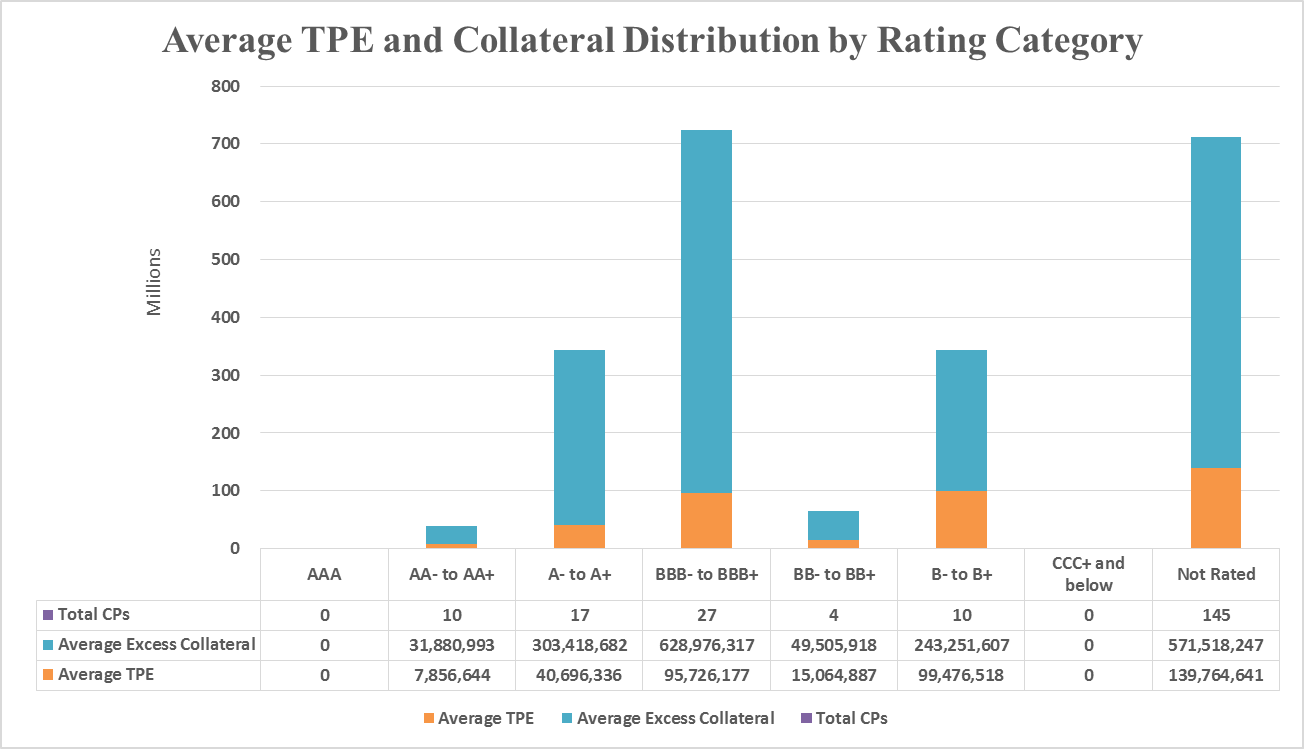 Average TPE and Collateral Distribution by Rating Category
800
700
600
500
400
300
200
100
0
Millions
AAA AA- to AA+ A- to A+ BBB- to BBB+ BB- to BB+ B- to B+ CCC+ and below Not Rated
Total CPs 0 10 17 27 4 10 0 145
Average Excess Collateral 0 31,880,993 303,418,682 628,976,317 49,505,918 243,251,607 0 571,518,247
Average TPE 0 7,856,644 40,696,336 95,726,177 15,064,887 99,476,518 0 139,764,641
Average TPE Average Excess Collateral Total CPs